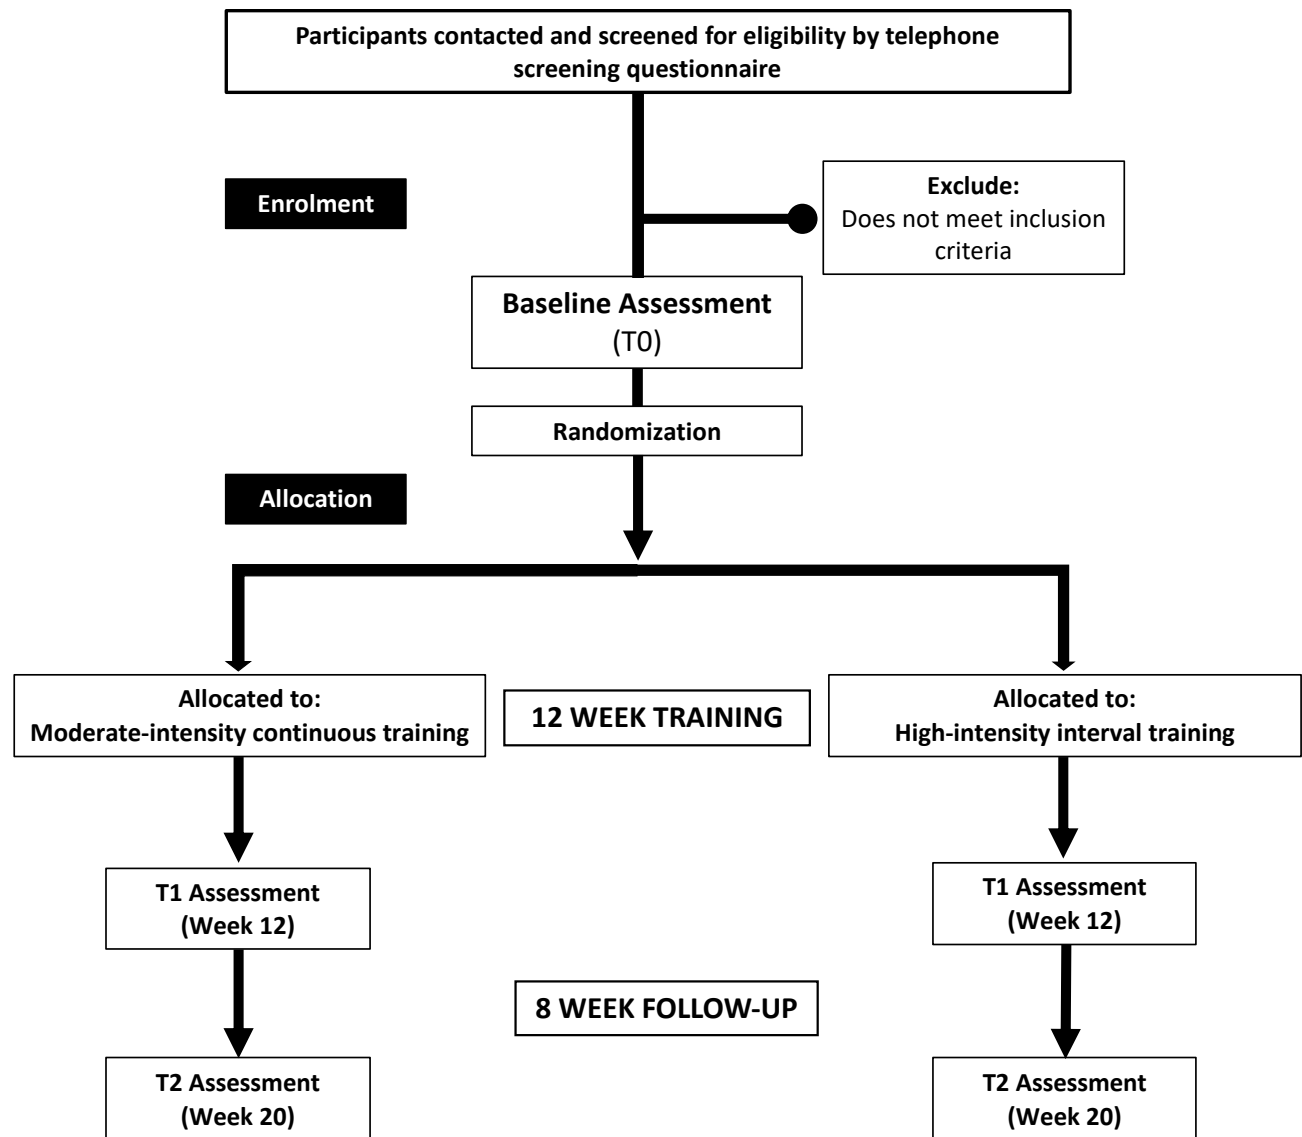 Participants contacted and screened for eligibility by telephone
screening questionnaire
Enrolment
Exclude:
Does not meet inclusion
criteria
Baseline Assessment
(T0)
Randomization
Allocation
Allocated to:
Moderate-intensity continuous training
12 WEEK TRAINING
Allocated to:
High-intensity interval training
T1 Assessment
(Week 12)
T1 Assessment
(Week 12)
8 WEEK FOLLOW-UP
T2 Assessment
(Week 20)
T2 Assessment
(Week 20)